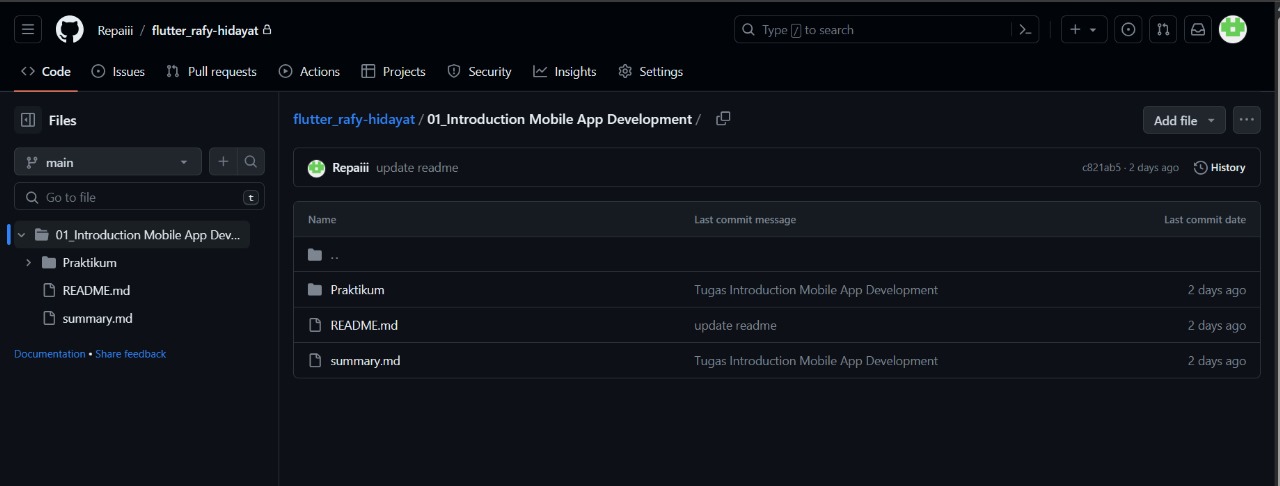 Repaiii / flutter_rafy-hidayat
Type / to search
Code Issues Pull requests Actions Projects Security Insights Settings
Files
main
Go to file t
01_Introduction Mobile App Dev...
Praktikum
README.md
summary.md
Documentation • Share feedback
flutter_rafy-hidayat / 01_Introduction Mobile App Development /
Add file
Repaiii update readme c821ab5 · 2 days ago History
Name Last commit message Last commit date
..
Praktikum Tugas Introduction Mobile App Development 2 days ago
README.md update readme 2 days ago
summary.md Tugas Introduction Mobile App Development 2 days ago